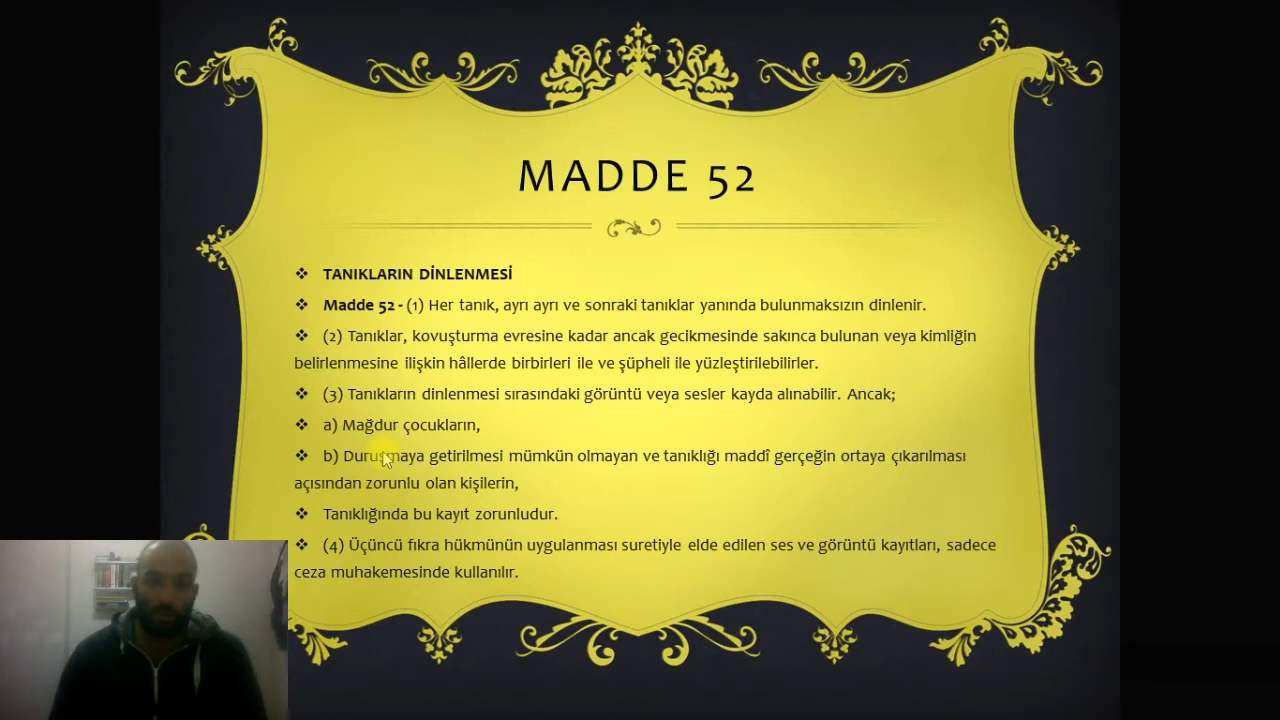 MADDE 52
❖ TANIKLARIN DİNLENMESİ
❖ Madde 52 - (1) Her tanık, ayrı ayrı ve sonraki tanıklar yanında bulunmaksızın dinlenir.
❖ (2) Tanıklar, kovuşturma evresine kadar ancak gecikmesinde sakınca bulunan veya kimliğin
belirlenmesine ilişkin hâllerde birbirleri ile ve şüpheli ile yüzleştirilebilirler.
❖ (3) Tanıkların dinlenmesi sırasındaki görüntü veya sesler kayda alınabilir. Ancak;
❖ a) Mağdur çocukların,
❖ b) Duruşmaya getirilmesi mümkün olmayan ve tanıklığı maddî gerçeğin ortaya çıkarılması
açısından zorunlu olan kişilerin,
❖ Tanıklığında bu kayıt zorunludur.
❖ (4) Üçüncü fıkra hükmünün uygulanması suretiyle elde edilen ses ve görüntü kayıtları, sadece
ceza muhakemesinde kullanılır.